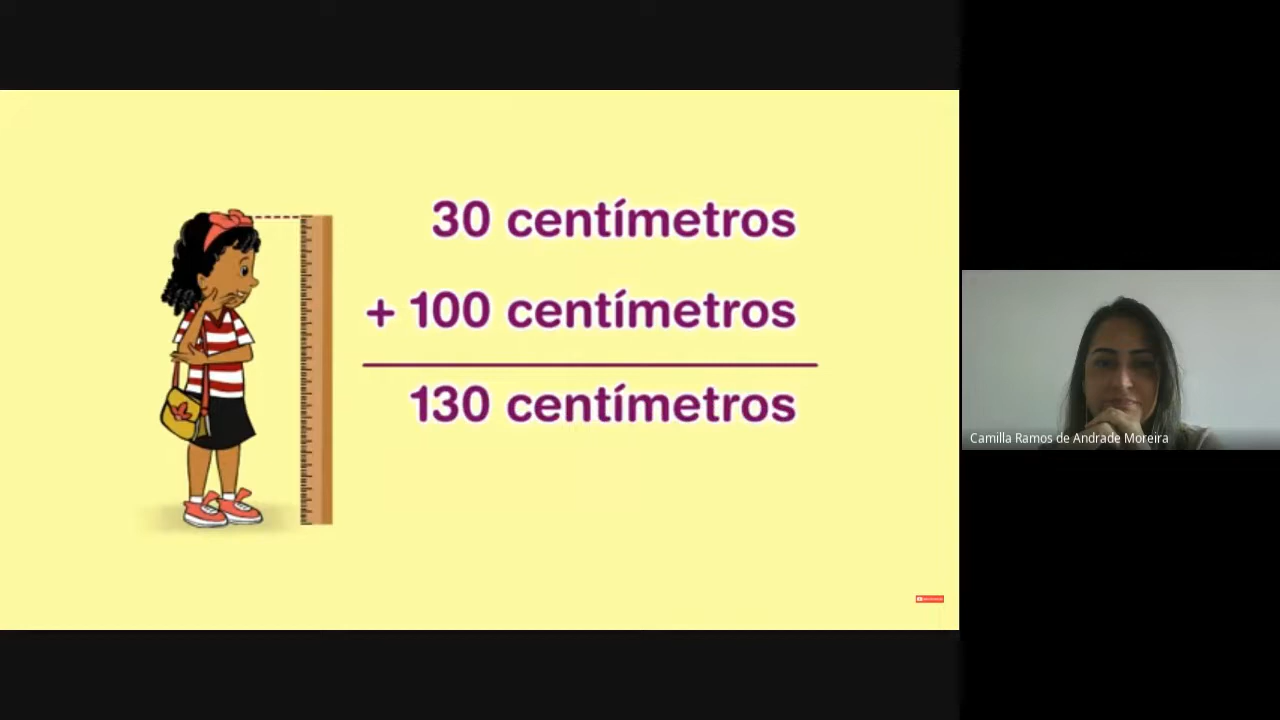 30 centímetros
+ 100 centímetros
130 centímetros
Camilla Ramos de Andrade Moreira